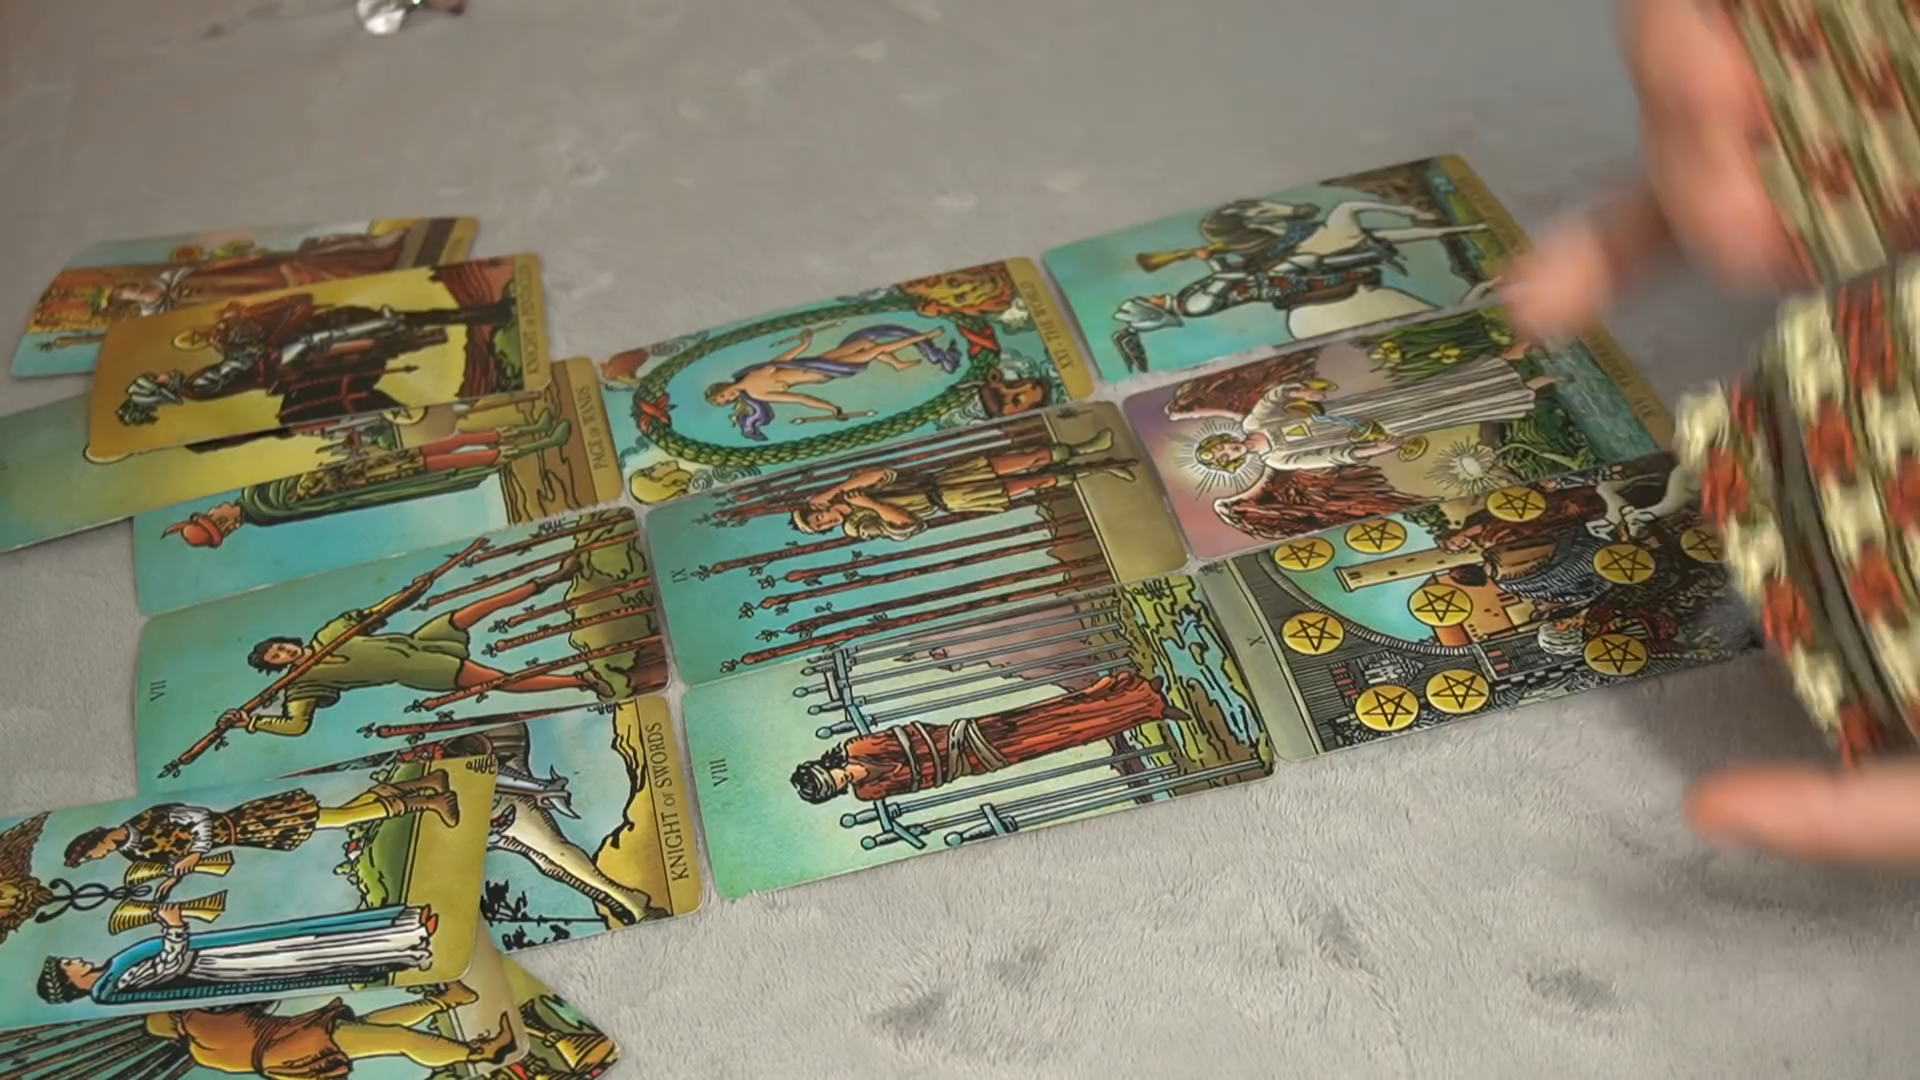 KNIGHT of PENTACLES
PAGE of WANDS
XXI THE WORLD
IX
VII
KNIGHT of SWORDS
VIII
X